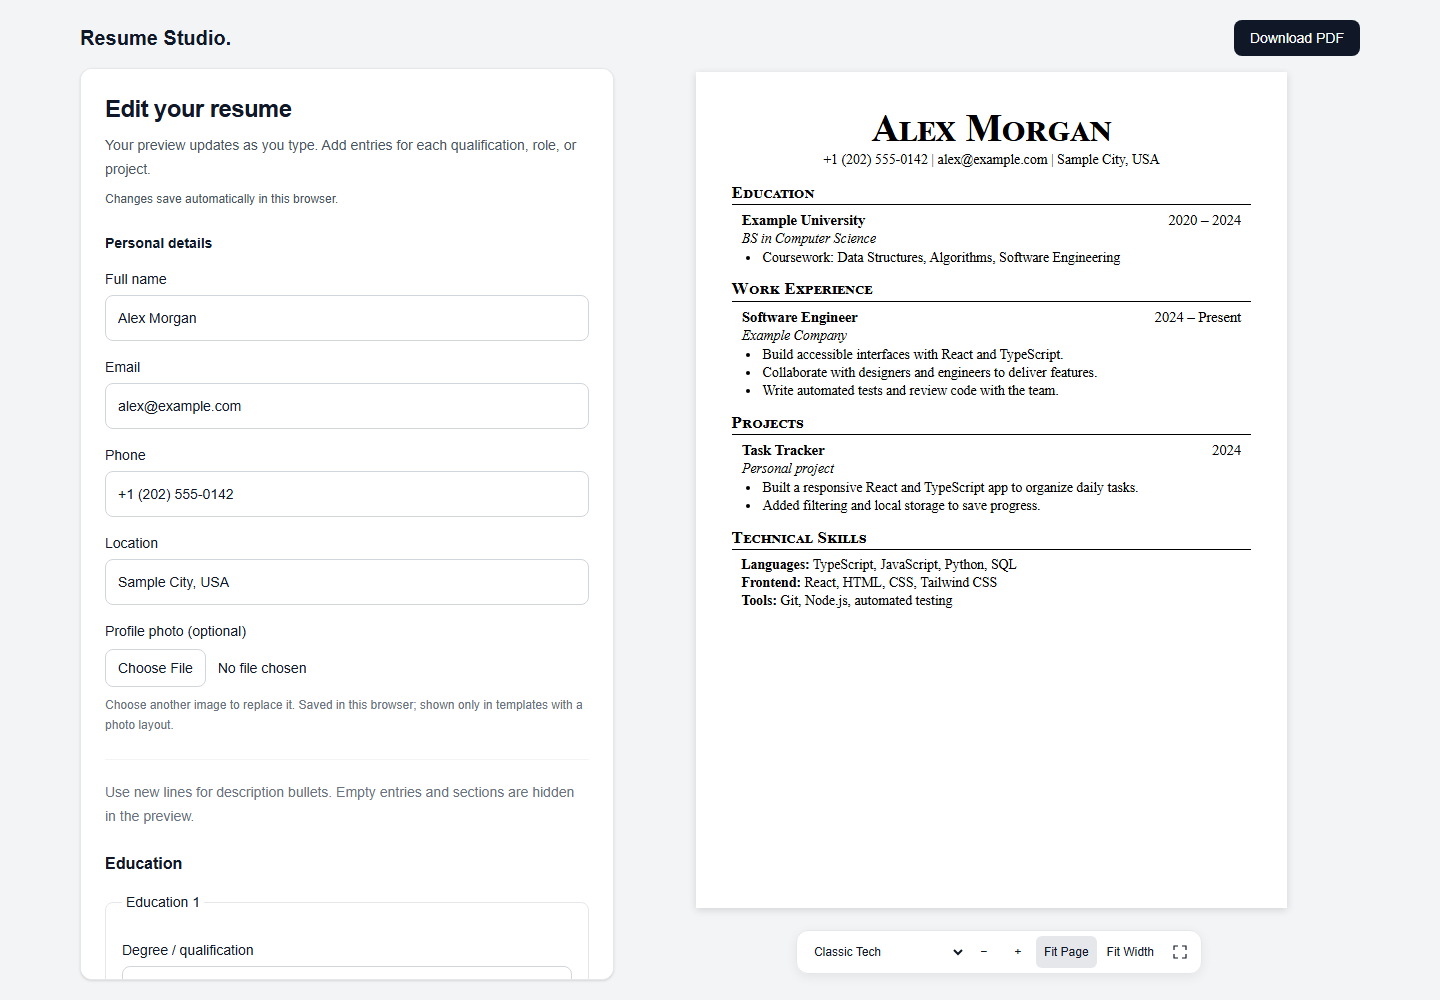 Resume Studio.
Download PDF
Edit your resume
Your preview updates as you type. Add entries for each qualification, role, or
project.
Changes save automatically in this browser.
Personal details
Full name
Alex Morgan
Email
alex@example.com
Phone
+1 (202) 555-0142
Location
Sample City, USA
Profile photo (optional)
Choose File No file chosen
Choose another image to replace it. Saved in this browser; shown only in templates with a
photo layout.
Use new lines for description bullets. Empty entries and sections are hidden
in the preview.
Education
Education 1
Degree / qualification
Alex Morgan
+1 (202) 555-0142 | alex@example.com | Sample City, USA
Education
Example University 2020 – 2024
BS in Computer Science
• Coursework: Data Structures, Algorithms, Software Engineering
Work Experience
Software Engineer 2024 – Present
Example Company
• Build accessible interfaces with React and TypeScript.
• Collaborate with designers and engineers to deliver features.
• Write automated tests and review code with the team.
Projects
Task Tracker 2024
Personal project
• Built a responsive React and TypeScript app to organize daily tasks.
• Added filtering and local storage to save progress.
Technical Skills
Languages: TypeScript, JavaScript, Python, SQL
Frontend: React, HTML, CSS, Tailwind CSS
Tools: Git, Node.js, automated testing
Classic Tech − + Fit Page Fit Width